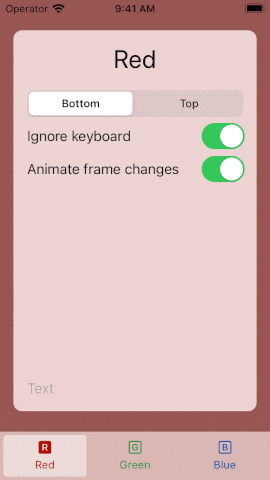 Operator 9:41 AM
Red
Bottom Top
Ignore keyboard
Animate frame changes
Text
R G B
Red Green Blue